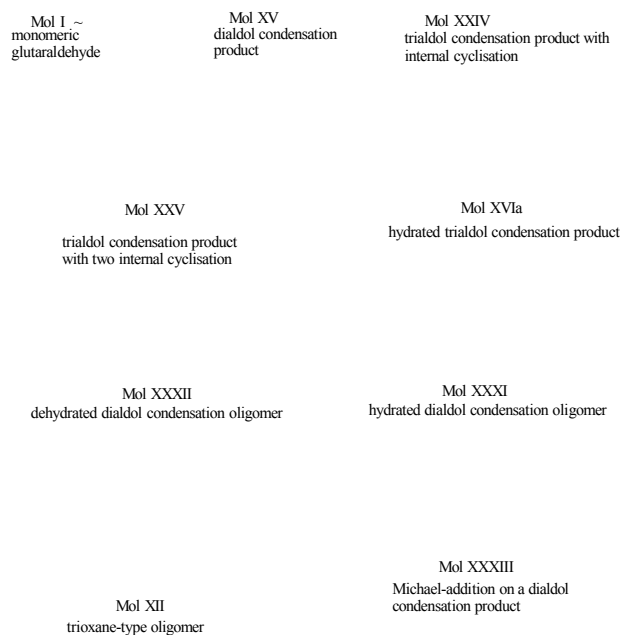 Mol I ~
monomeric
glutaraldehyde
Mol XV
dialdol condensation
product
Mol XXIV
trialdol condensation product with
internal cyclisation
Mol XXV
trialdol condensation product
with two internal cyclisation
Mol XVIa
hydrated trialdol condensation product
Mol XXXII
dehydrated dialdol condensation oligomer
Mol XXXI
hydrated dialdol condensation oligomer
Mol XII
trioxane-type oligomer
Mol XXXIII
Michael-addition on a dialdol
condensation product